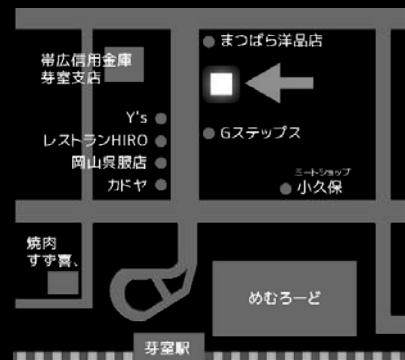 まつばら洋品店
帯広信用金庫
芽室支店
Y's
レストランHIRO
岡山呉服店
カドヤ
Gステップス
ミートショップ
小久保
焼肉
すず喜、
めむろーど
芽室駅